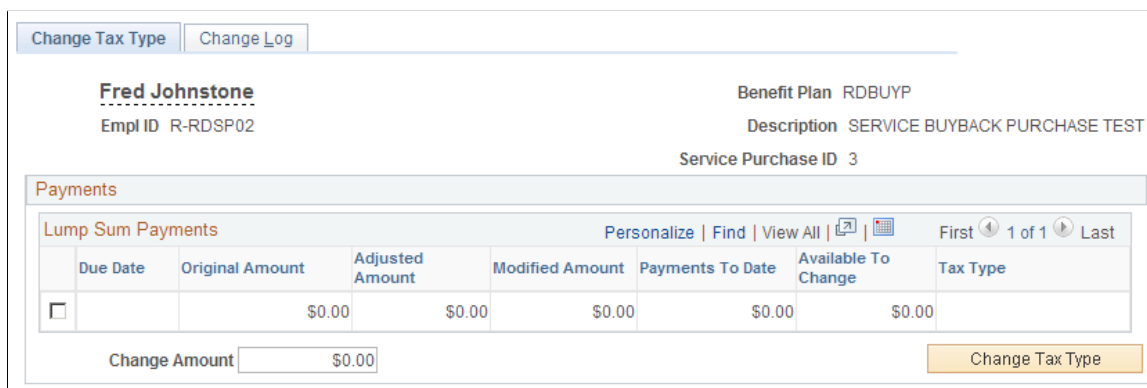 Change Tax Type Change Log
Fred Johnstone Benefit Plan RDBUYP
Empl ID R-RDSP02 Description SERVICE BUYBACK PURCHASE TEST
Service Purchase ID 3
Payments
Lump Sum Payments Personalize | Find | View All | | First 1 of 1 Last
Due Date Original Amount Adjusted Amount Modified Amount Payments To Date Available To Change Tax Type
$0.00 $0.00 $0.00 $0.00 $0.00
Change Amount $0.00 Change Tax Type